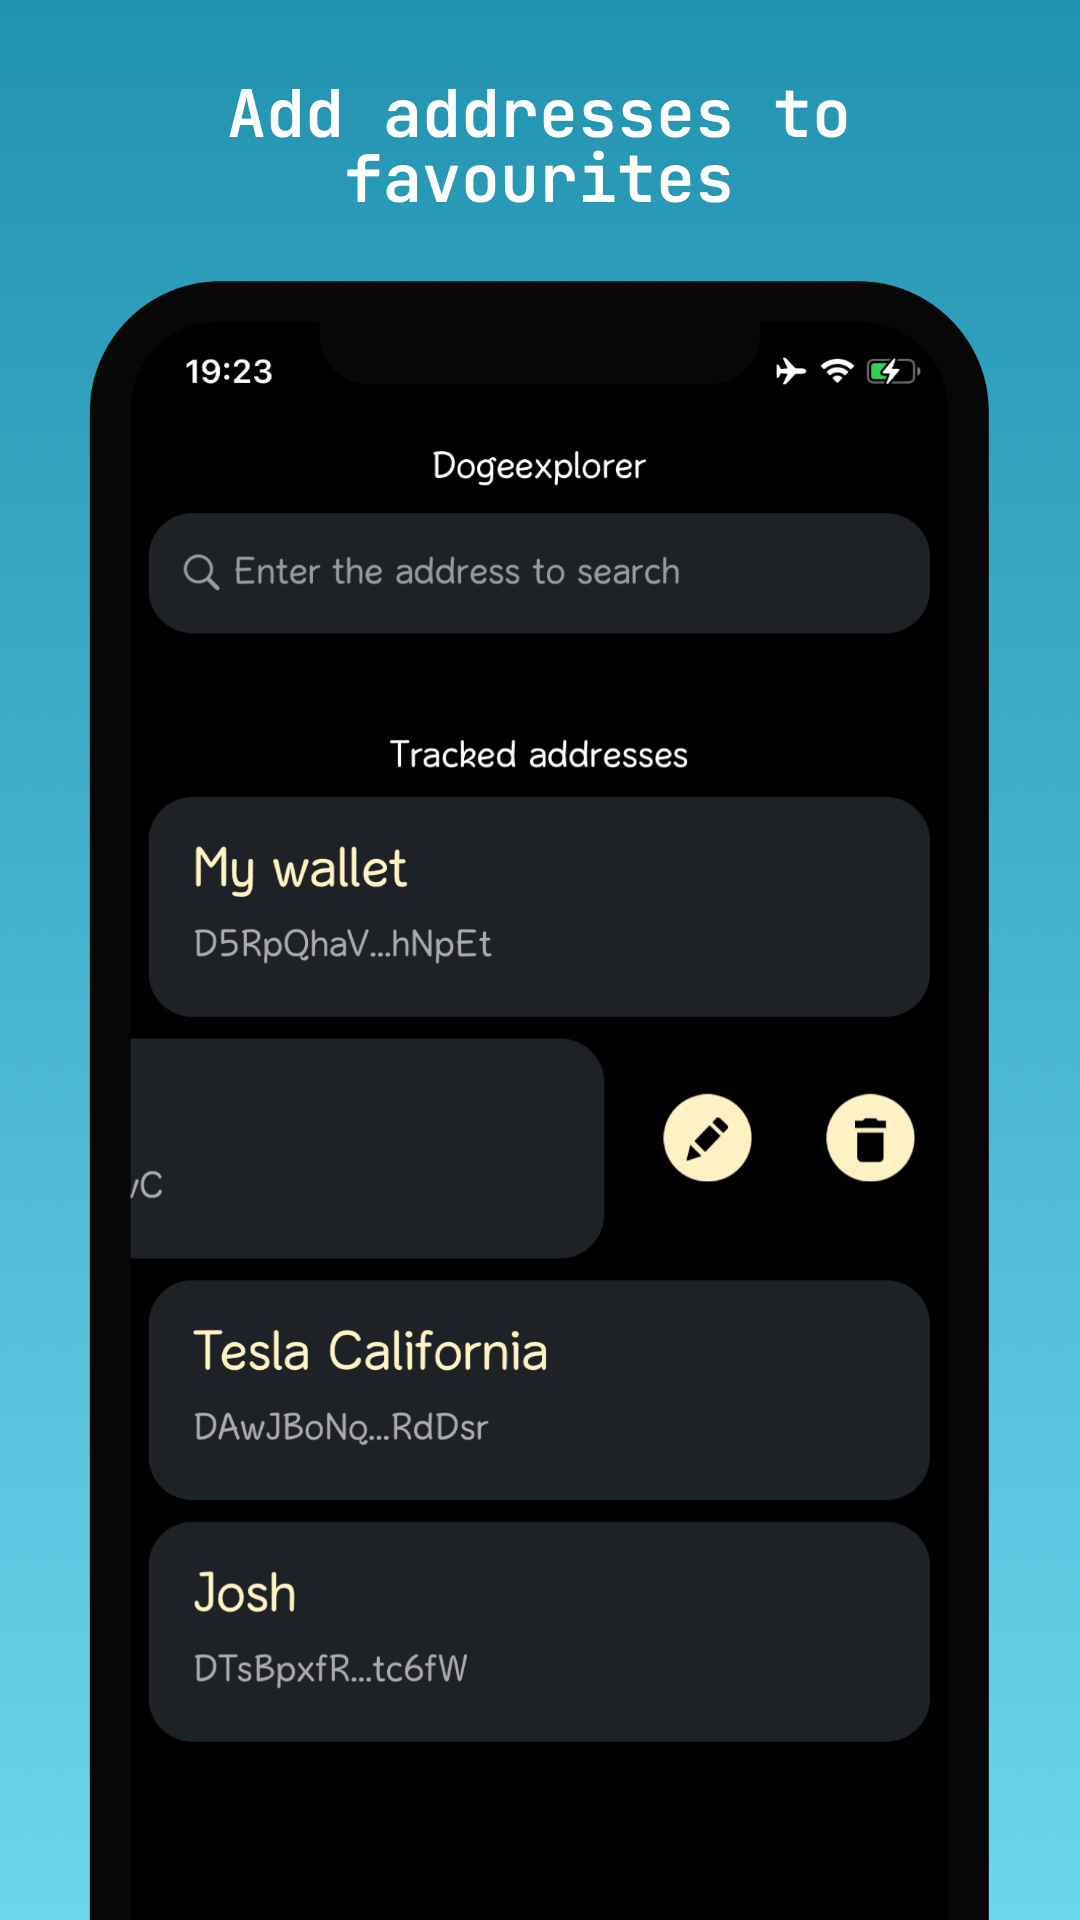 Add addresses to
favourites
19:23
Dogeexplorer
Enter the address to search
Tracked addresses
My wallet
D5RpQhaV...hNpEt
vC
Tesla California
DAwJBoNq...RdDsr
Josh
DTsBpxfR...tc6fW